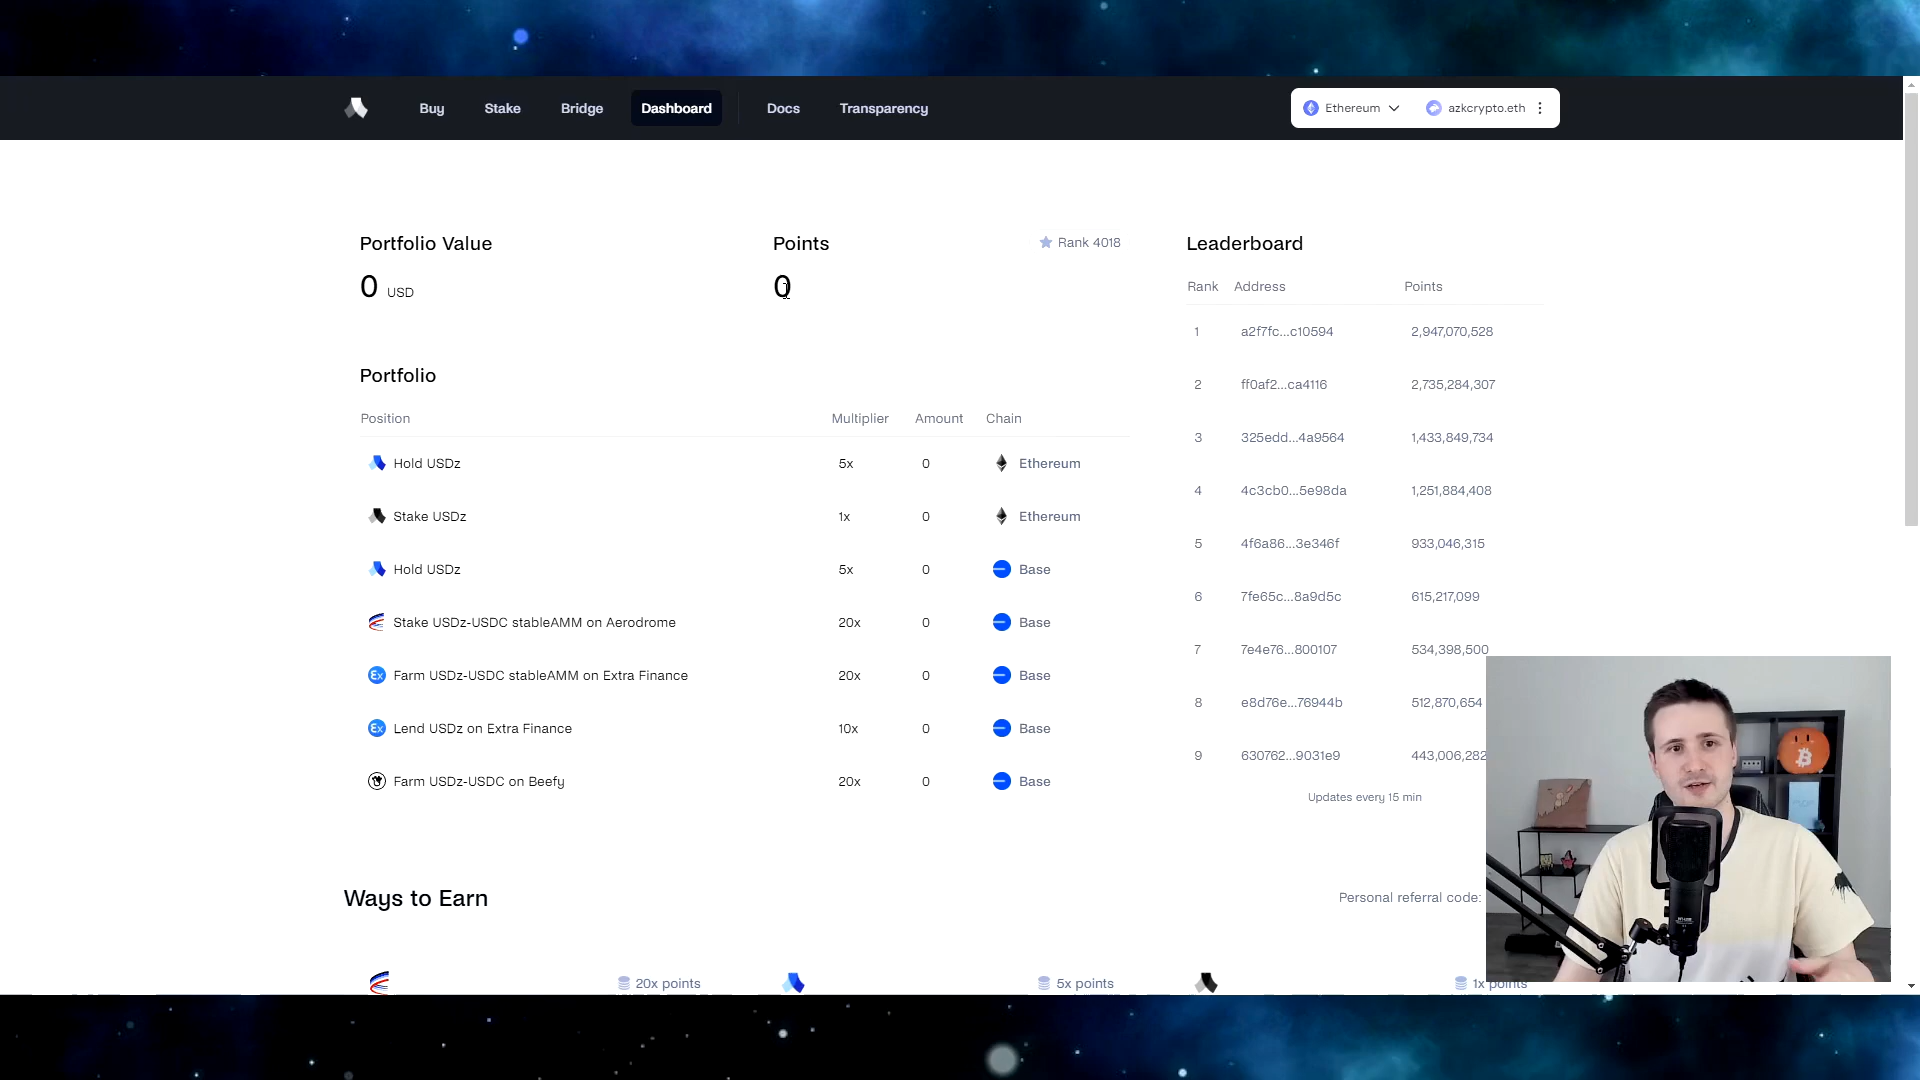 Buy Stake Bridge Dashboard Docs Transparency Ethereum azkcrypto.eth
Portfolio Value
0 USD
Points
Rank 4018
0
Portfolio
Position Multiplier Amount Chain
Hold USDz 5x 0 Ethereum
Stake USDz 1x 0 Ethereum
Hold USDz 5x 0 Base
Stake USDz-USDC stableAMM on Aerodrome 20x 0 Base
Ex Farm USDz-USDC stableAMM on Extra Finance 20x 0 Base
Ex Lend USDz on Extra Finance 10x 0 Base
Farm USDz-USDC on Beefy 20x 0 Base
Leaderboard
Rank Address Points
1 a2f7fc...c10594 2,947,070,528
2 ff0af2...ca4116 2,735,284,307
3 325edd...4a9564 1,433,849,734
4 4c3cb0...5e98da 1,251,884,408
5 4f6a86...3e346f 933,046,315
6 7fe65c...8a9d5c 615,217,099
7 7e4e76...800107 534,398,500
8 e8d76e...76944b 512,870,654
9 630762...9031e9 443,006,282
Updates every 15 min
Ways to Earn
Personal referral code:
20x points
5x points
1x points